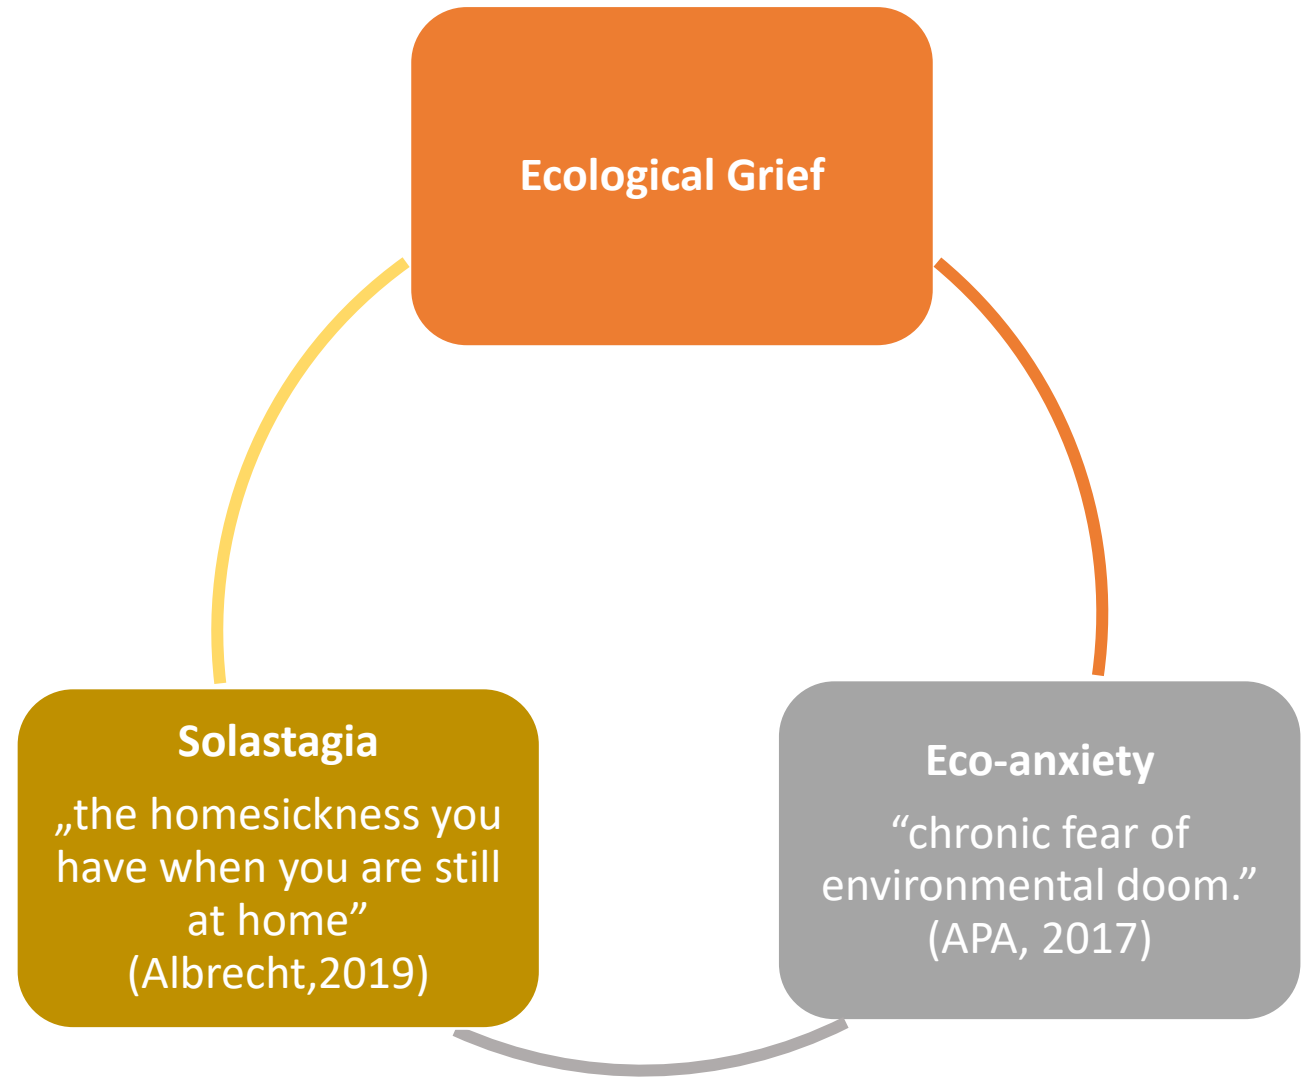 Ecological Grief
Solastagia
„the homesickness you
have when you are still
at home”
(Albrecht,2019)
Eco-anxiety
“chronic fear of
environmental doom.”
(APA, 2017)